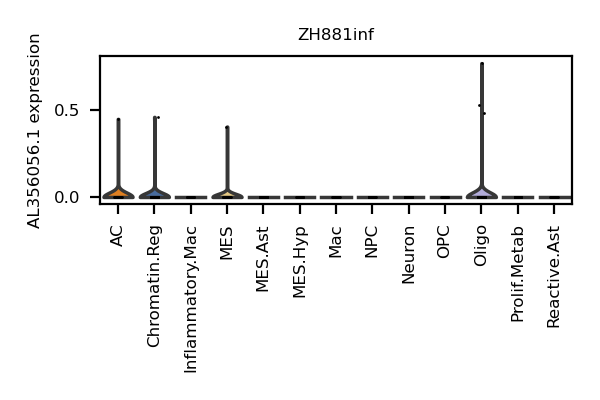 ZH881inf
AL356056.1 expression
0.5
0.0
AC
Chromatin.Reg
Inflammatory.Mac
MES
MES.Ast
MES.Hyp
Mac
NPC
Neuron
OPC
Oligo
Prolif.Metab
Reactive.Ast